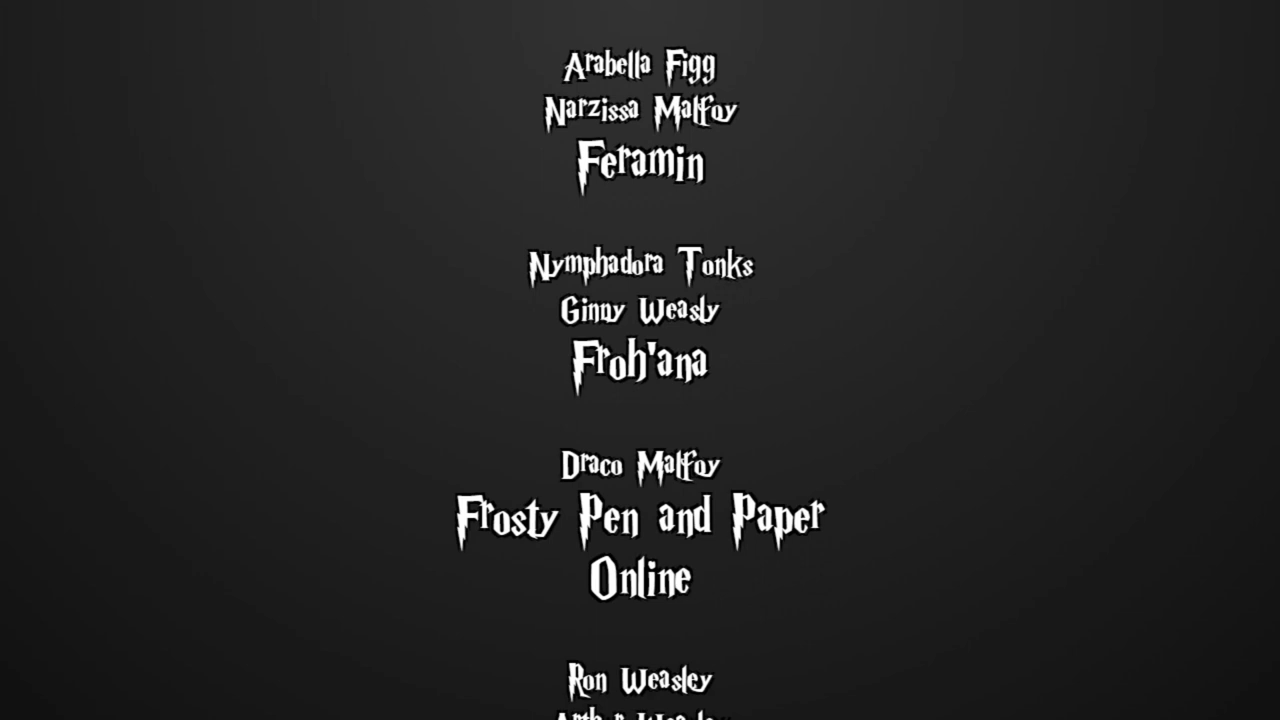 Arabella Figg
Narzissa Malfoy
Feramin
Nymphadora Tonks
Ginny Weasly
Froh'ana
Draco Malfoy
Frosty Pen and Paper
Online
Ron Weasley